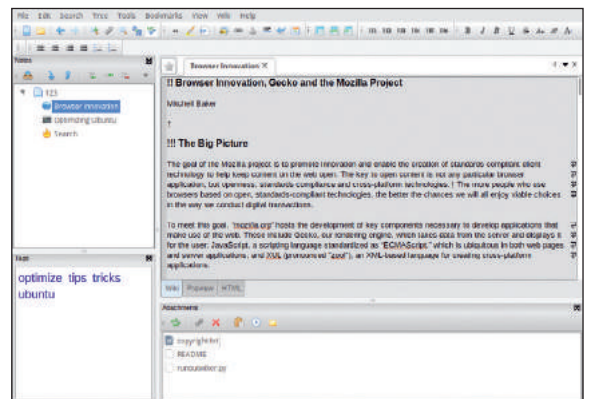 File Edit Search Tree Tools Bookmarks View Wiki Help
Notes
123
Browser Innovation
Optimizing Ubuntu
Search
Tags
optimize tips tricks
ubuntu
Browser Innovation
!! Browser Innovation, Gecko and the Mozilla Project
Mitchell Baker
†
!!! The Big Picture
The goal of the Mozilla project is to promote innovation and enable the creation of standards compliant client
technology to help keep content on the web open. The key to open content is not any particular browser
application, but openness, standards-compliance and cross-platform technologies. † The more people who use
browsers based on open, standards-compliant technologies, the better the chances we will all enjoy viable choices
in the way we conduct digital transactions.
To meet this goal, "mozilla.org" hosts the development of key components necessary to develop applications that
make use of the web. These include Gecko, our rendering engine, which takes data from the server and displays it
for the user; JavaScript, a scripting language standardized as "ECMAScript," which is ubiquitous in both web pages
and server applications; and XUL (pronounced "zool"), an XML-based language for creating cross-platform
applications.
Wiki Preview HTML
Attachments
copyright.txt
README
runoutwiker.py